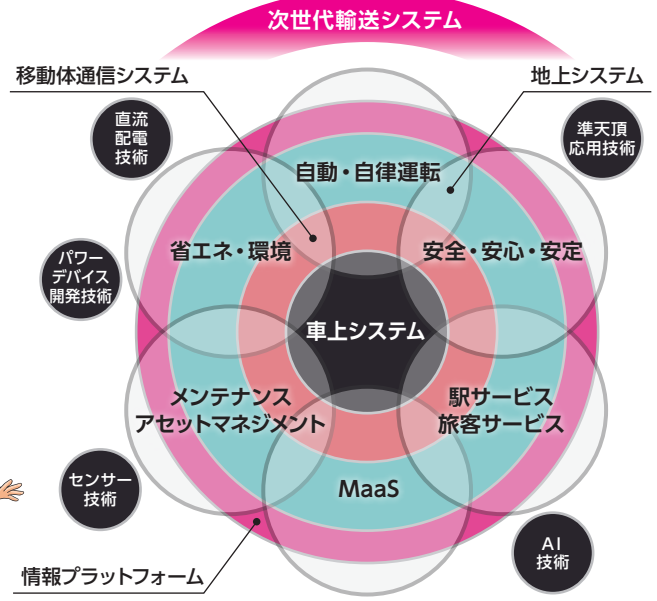 次世代輸送システム
移動体通信システム
地上システム
直流
配電
技術
準天頂
応用技術
自動・自律運転
省エネ・環境
安全・安心・安定
パワー
デバイス
開発技術
車上システム
メンテナンス
アセットマネジメント
駅サービス
旅客サービス
センサー
技術
MaaS
AI
技術
情報プラットフォーム